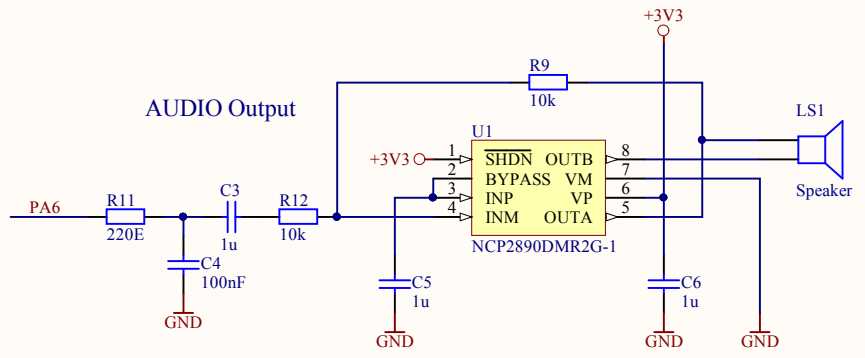 +3V3
R9
10k
AUDIO Output
LS1
Speaker
U1
+3V3
1 SHDN OUTB 8
2 BYPASS VM 7
3 INP VP 6
4 INM OUTA 5
NCP2890DMR2G-1
PA6
R11
220E
C3
1u
R12
10k
C4
100nF
GND
C5
1u
GND
C6
1u
GND
GND